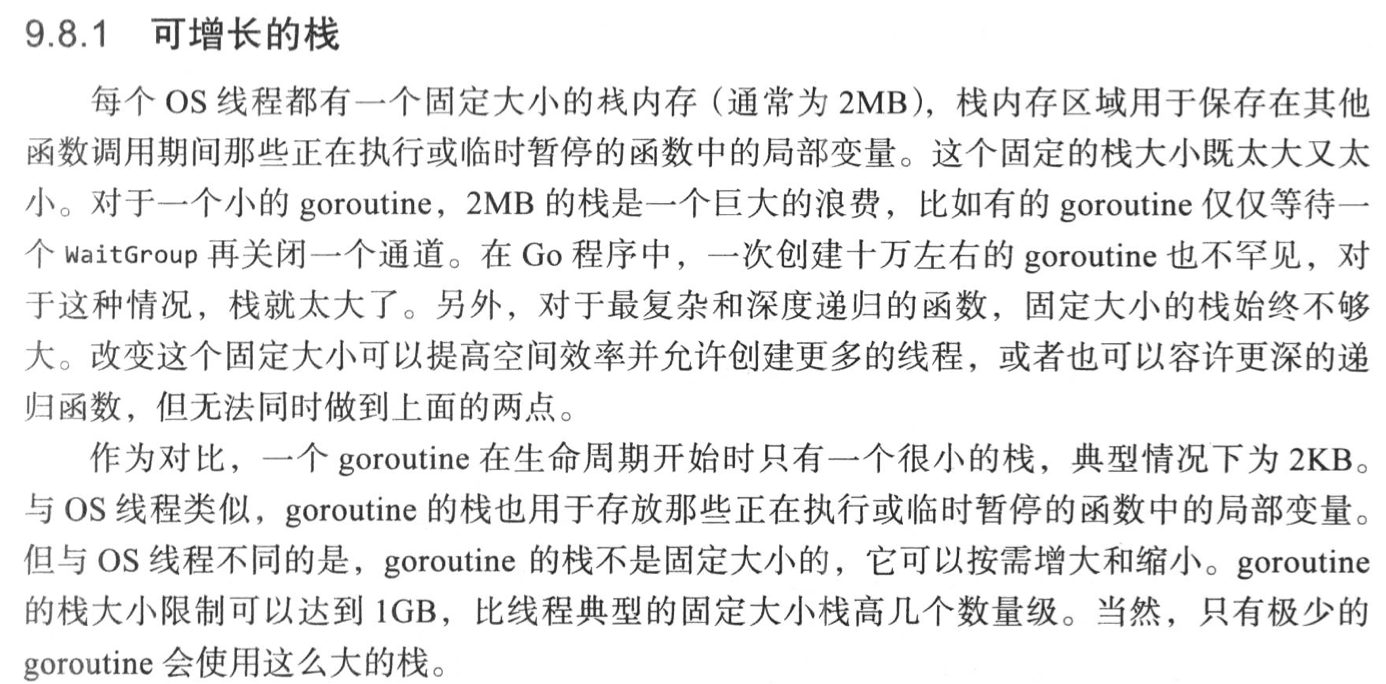 9.8.1 可增长的栈
每个 OS 线程都有一个固定大小的栈内存（通常为 2MB），栈内存区域用于保存在其他
函数调用期间那些正在执行或临时暂停的函数中的局部变量。这个固定的栈大小既太大又太
小。对于一个小的 goroutine，2MB 的栈是一个巨大的浪费，比如有的 goroutine 仅仅等待一
个 WaitGroup 再关闭一个通道。在 Go 程序中，一次创建十万左右的 goroutine 也不罕见，对
于这种情况，栈就太大了。另外，对于最复杂和深度递归的函数，固定大小的栈始终不够
大。改变这个固定大小可以提高空间效率并允许创建更多的线程，或者也可以容许更深的递
归函数，但无法同时做到上面的两点。
作为对比，一个 goroutine 在生命周期开始时只有一个很小的栈，典型情况下为 2KB。
与 OS 线程类似，goroutine 的栈也用于存放那些正在执行或临时暂停的函数中的局部变量。
但与 OS 线程不同的是，goroutine 的栈不是固定大小的，它可以按需增大和缩小。goroutine
的栈大小限制可以达到 1GB，比线程典型的固定大小栈高几个数量级。当然，只有极少的
goroutine 会使用这么大的栈。